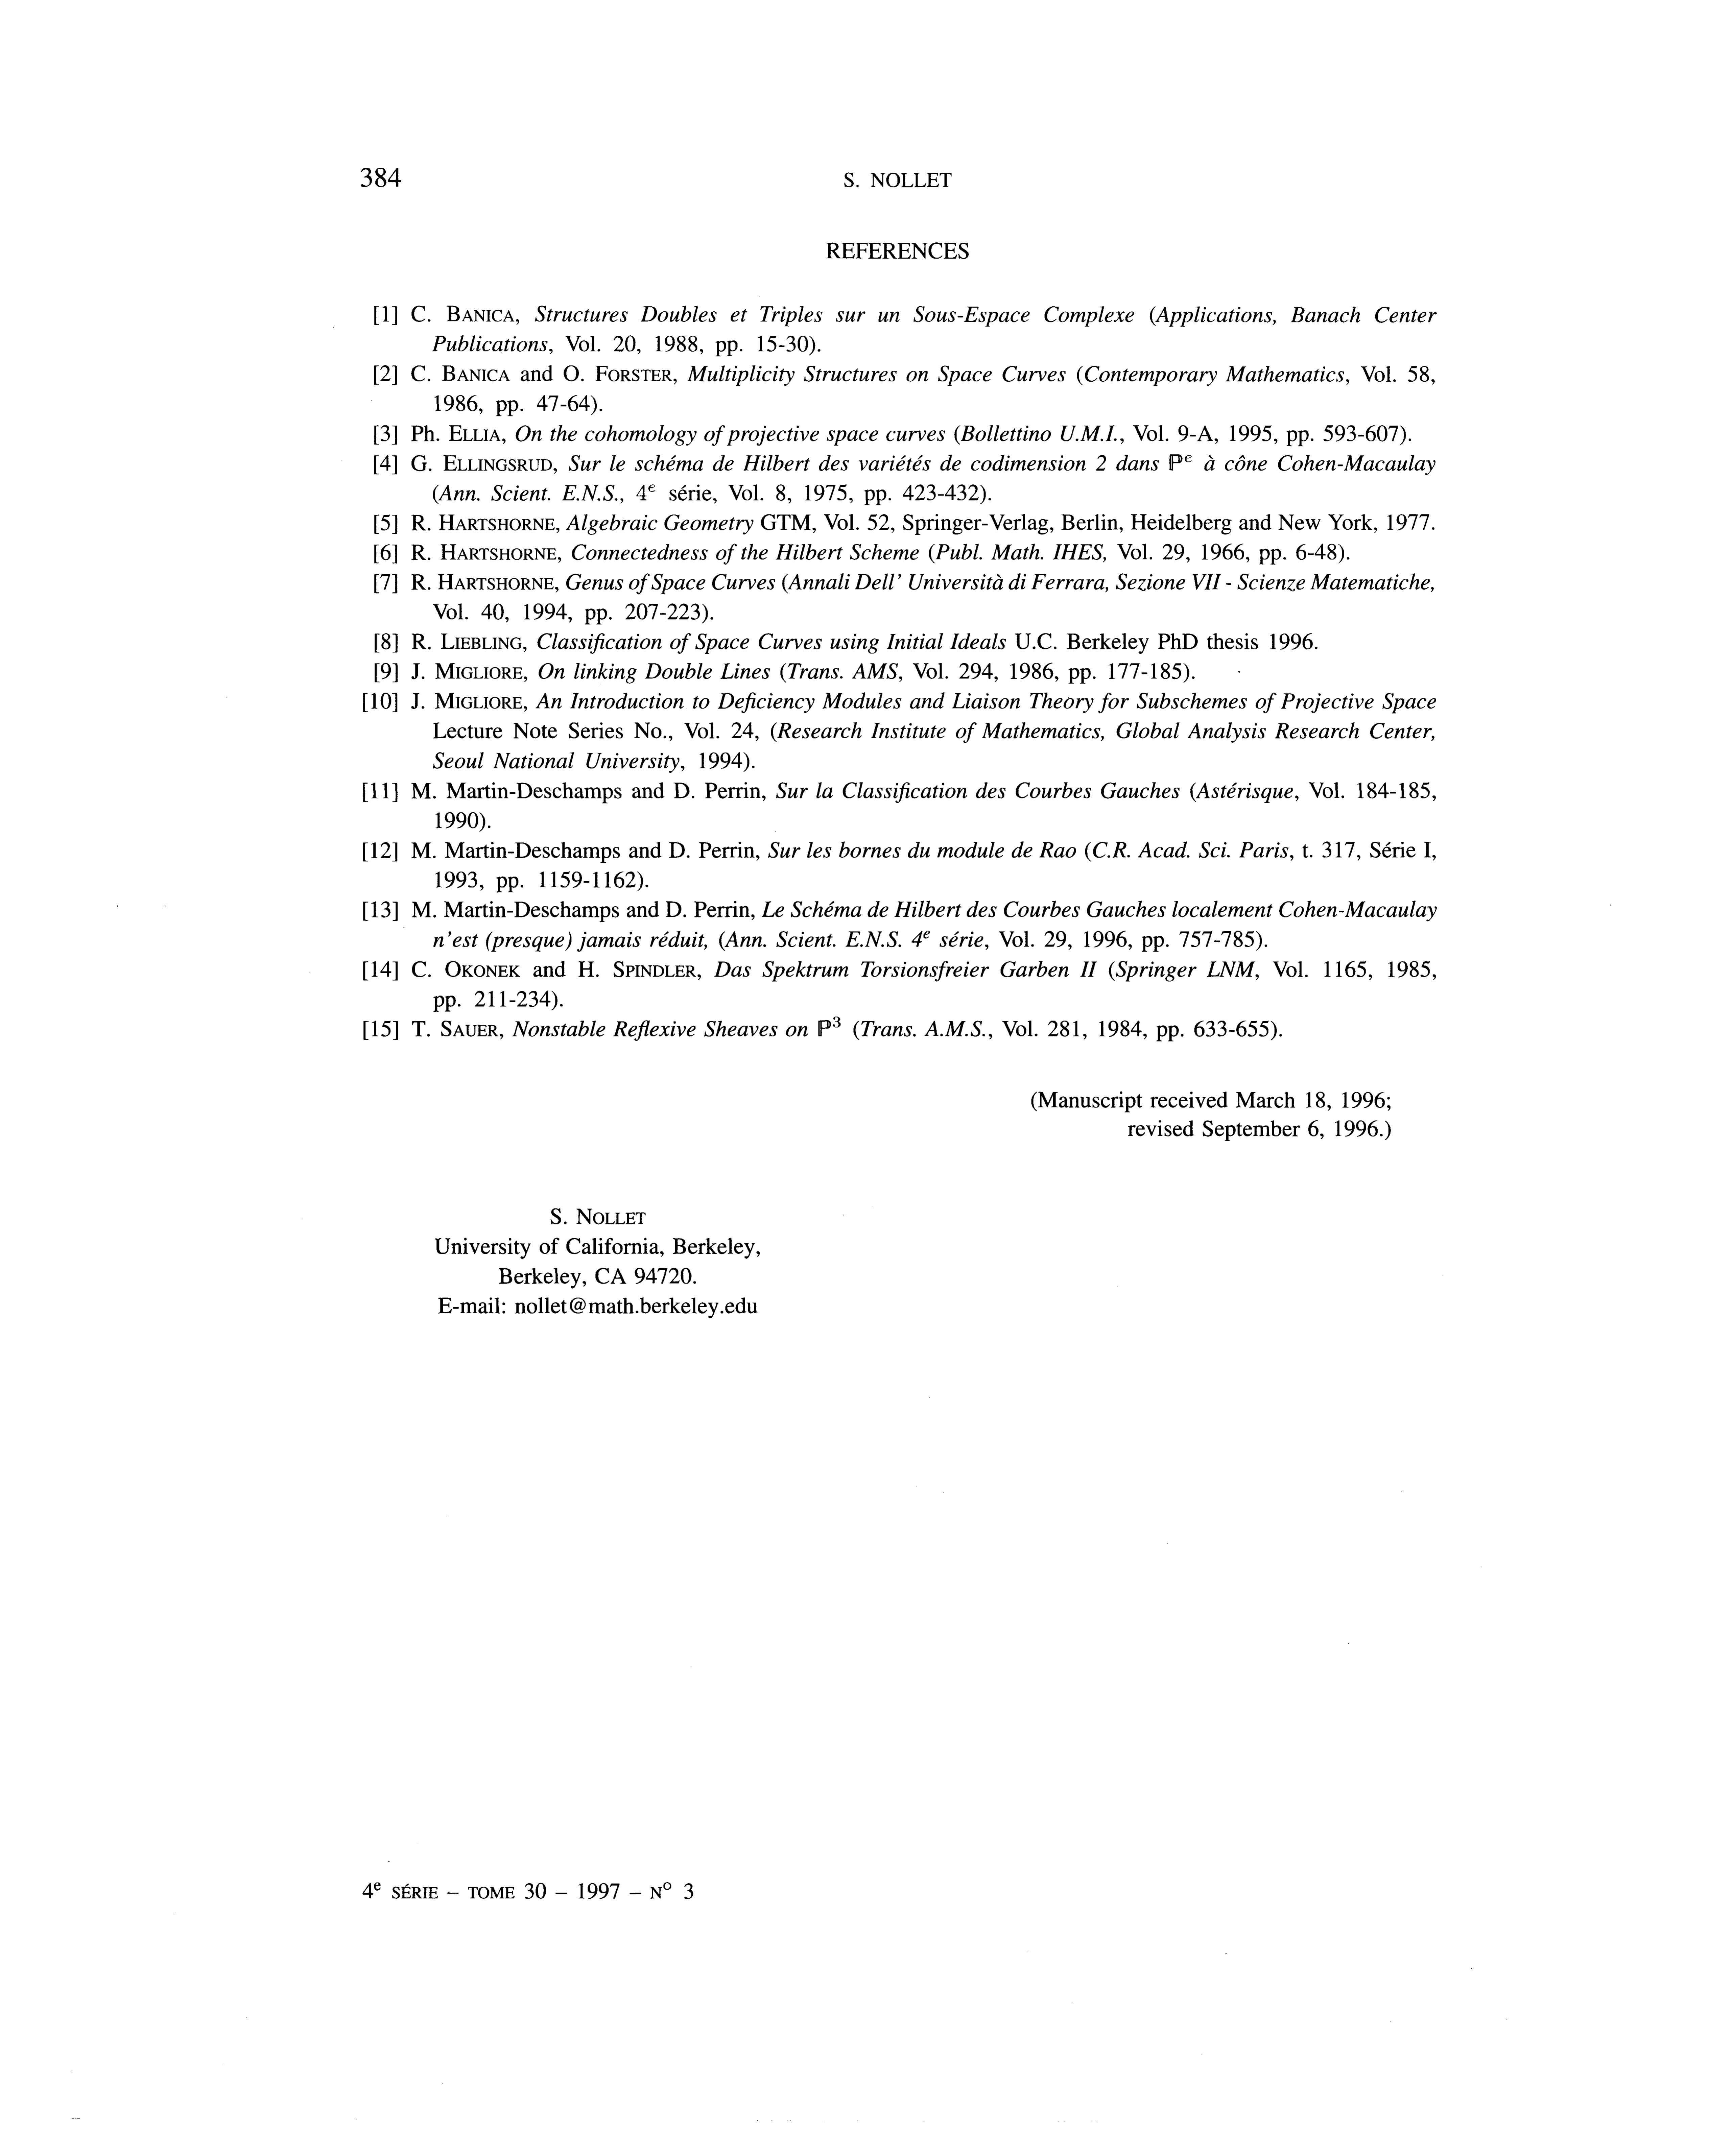 384
S. NOLLET
REFERENCES
[1] C. BANICA, Structures Doubles et Triples sur un Sous-Espace Complexe (Applications, Banach Center
Publications, Vol. 20, 1988, pp. 15-30).
[2] C. BANICA and O. FORSTER, Multiplicity Structures on Space Curves (Contemporary Mathematics, Vol. 58,
1986, pp. 47-64).
[3] Ph. ELLIA, On the cohomology of projective space curves (Bollettino U.M.I., Vol. 9-A, 1995, pp. 593-607).
[4] G. ELLINGSRUD, Sur le schéma de Hilbert des variétés de codimension 2 dans ℙᵉ à cône Cohen-Macaulay
(Ann. Scient. E.N.S., 4ᵉ série, Vol. 8, 1975, pp. 423-432).
[5] R. HARTSHORNE, Algebraic Geometry GTM, Vol. 52, Springer-Verlag, Berlin, Heidelberg and New York, 1977.
[6] R. HARTSHORNE, Connectedness of the Hilbert Scheme (Publ. Math. IHES, Vol. 29, 1966, pp. 6-48).
[7] R. HARTSHORNE, Genus of Space Curves (Annali Dell' Università di Ferrara, Sezione VII - Scienze Matematiche,
Vol. 40, 1994, pp. 207-223).
[8] R. LIEBLING, Classification of Space Curves using Initial Ideals U.C. Berkeley PhD thesis 1996.
[9] J. MIGLIORE, On linking Double Lines (Trans. AMS, Vol. 294, 1986, pp. 177-185).
[10] J. MIGLIORE, An Introduction to Deficiency Modules and Liaison Theory for Subschemes of Projective Space
Lecture Note Series No., Vol. 24, (Research Institute of Mathematics, Global Analysis Research Center,
Seoul National University, 1994).
[11] M. Martin-Deschamps and D. Perrin, Sur la Classification des Courbes Gauches (Astérisque, Vol. 184-185,
1990).
[12] M. Martin-Deschamps and D. Perrin, Sur les bornes du module de Rao (C.R. Acad. Sci. Paris, t. 317, Série I,
1993, pp. 1159-1162).
[13] M. Martin-Deschamps and D. Perrin, Le Schéma de Hilbert des Courbes Gauches localement Cohen-Macaulay
n'est (presque) jamais réduit, (Ann. Scient. E.N.S. 4ᵉ série, Vol. 29, 1996, pp. 757-785).
[14] C. OKONEK and H. SPINDLER, Das Spektrum Torsionsfreier Garben II (Springer LNM, Vol. 1165, 1985,
pp. 211-234).
[15] T. SAUER, Nonstable Reflexive Sheaves on ℙ³ (Trans. A.M.S., Vol. 281, 1984, pp. 633-655).
(Manuscript received March 18, 1996;
revised September 6, 1996.)
S. NOLLET
University of California, Berkeley,
Berkeley, CA 94720.
E-mail: nollet@math.berkeley.edu
4ᵉ SÉRIE – TOME 30 – 1997 – N° 3